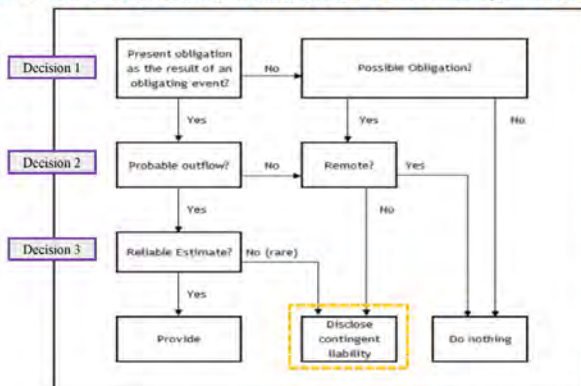 Decision 1
Present obligation
as the result of an
obligating event?
No
Possible Obligation?
Yes
Yes
No
Decision 2
Probable outflow?
No
Remote?
Yes
Yes
No
Decision 3
Reliable Estimate?
No (rare)
Yes
Provide
Disclose
contingent
liability
Do nothing